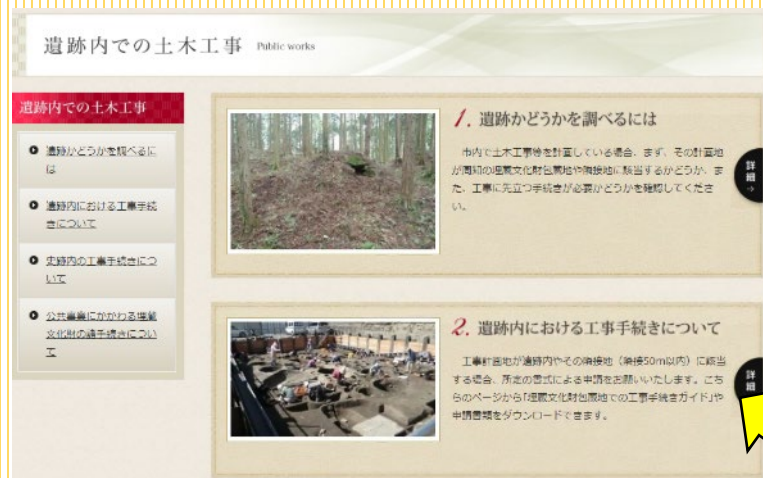 遺跡内での土木工事 Public works
遺跡内での土木工事
遺跡かどうかを調べるに
は
遺跡内における工事手続
きについて
史跡内の工事手続きにつ
いて
公共事業にかかわる埋蔵
文化財の諸手続きについ
て
1. 遺跡かどうかを調べるには
市内で土木工事等を計画している場合、まず、その計画地
が周知の埋蔵文化財包蔵地や隣接地に該当するかどうか、ま
た、工事に先立つ手続きが必要かどうかを確認してくださ
い。
詳細→
2. 遺跡内における工事手続きについて
工事計画地が遺跡内やその隣接地（隣接50m以内）に該当
する場合、所定の書式による申請をお願いいたします。こち
らのページから「埋蔵文化財包蔵地での工事手続きガイド」や
申請書類をダウンロードできます。
詳細